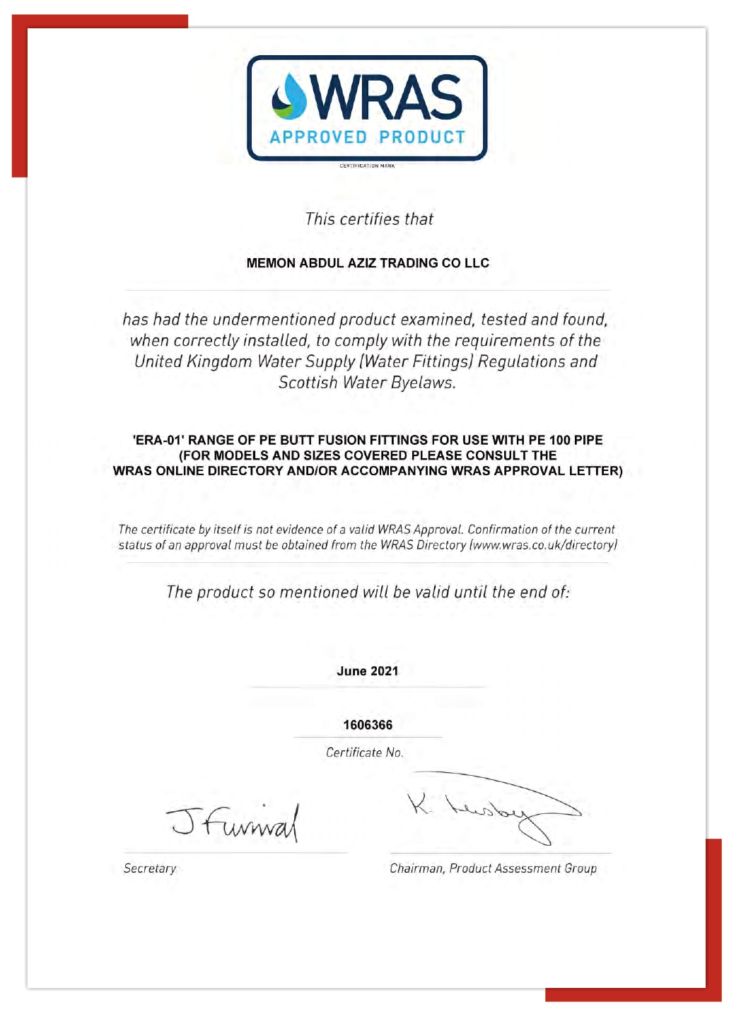 WRAS
APPROVED PRODUCT
CERTIFICATION MARK
This certifies that
MEMON ABDUL AZIZ TRADING CO LLC
has had the undermentioned product examined, tested and found,
when correctly installed, to comply with the requirements of the
United Kingdom Water Supply (Water Fittings) Regulations and
Scottish Water Byelaws.
'ERA-01' RANGE OF PE BUTT FUSION FITTINGS FOR USE WITH PE 100 PIPE
(FOR MODELS AND SIZES COVERED PLEASE CONSULT THE
WRAS ONLINE DIRECTORY AND/OR ACCOMPANYING WRAS APPROVAL LETTER)
The certificate by itself is not evidence of a valid WRAS Approval. Confirmation of the current
status of an approval must be obtained from the WRAS Directory (www.wras.co.uk/directory)
The product so mentioned will be valid until the end of:
June 2021
1606366
Certificate No.
J Furnival
K.
Secretary
Chairman, Product Assessment Group